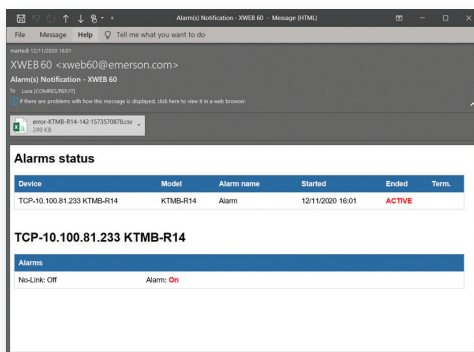 Alarm(s) Notification - XWEB 60 - Message (HTML)
File Message Help Tell me what you want to do
martedì 12/11/2020 16:01
XWEB 60 <xweb60@emerson.com>
Alarm(s) Notification - XWEB 60
To Luca (COMRES/REF/IT)
If there are problems with how this message is displayed, click here to view it in a web browser.
error-KTMB-R14-142-1573570878.csv
249 KB
Alarms status
Device Model Alarm name Started Ended Term.
TCP-10.100.81.233 KTMB-R14 KTMB-R14 Alarm 12/11/2020 16:01 ACTIVE
TCP-10.100.81.233 KTMB-R14
Alarms
No-Link: Off Alarm: On